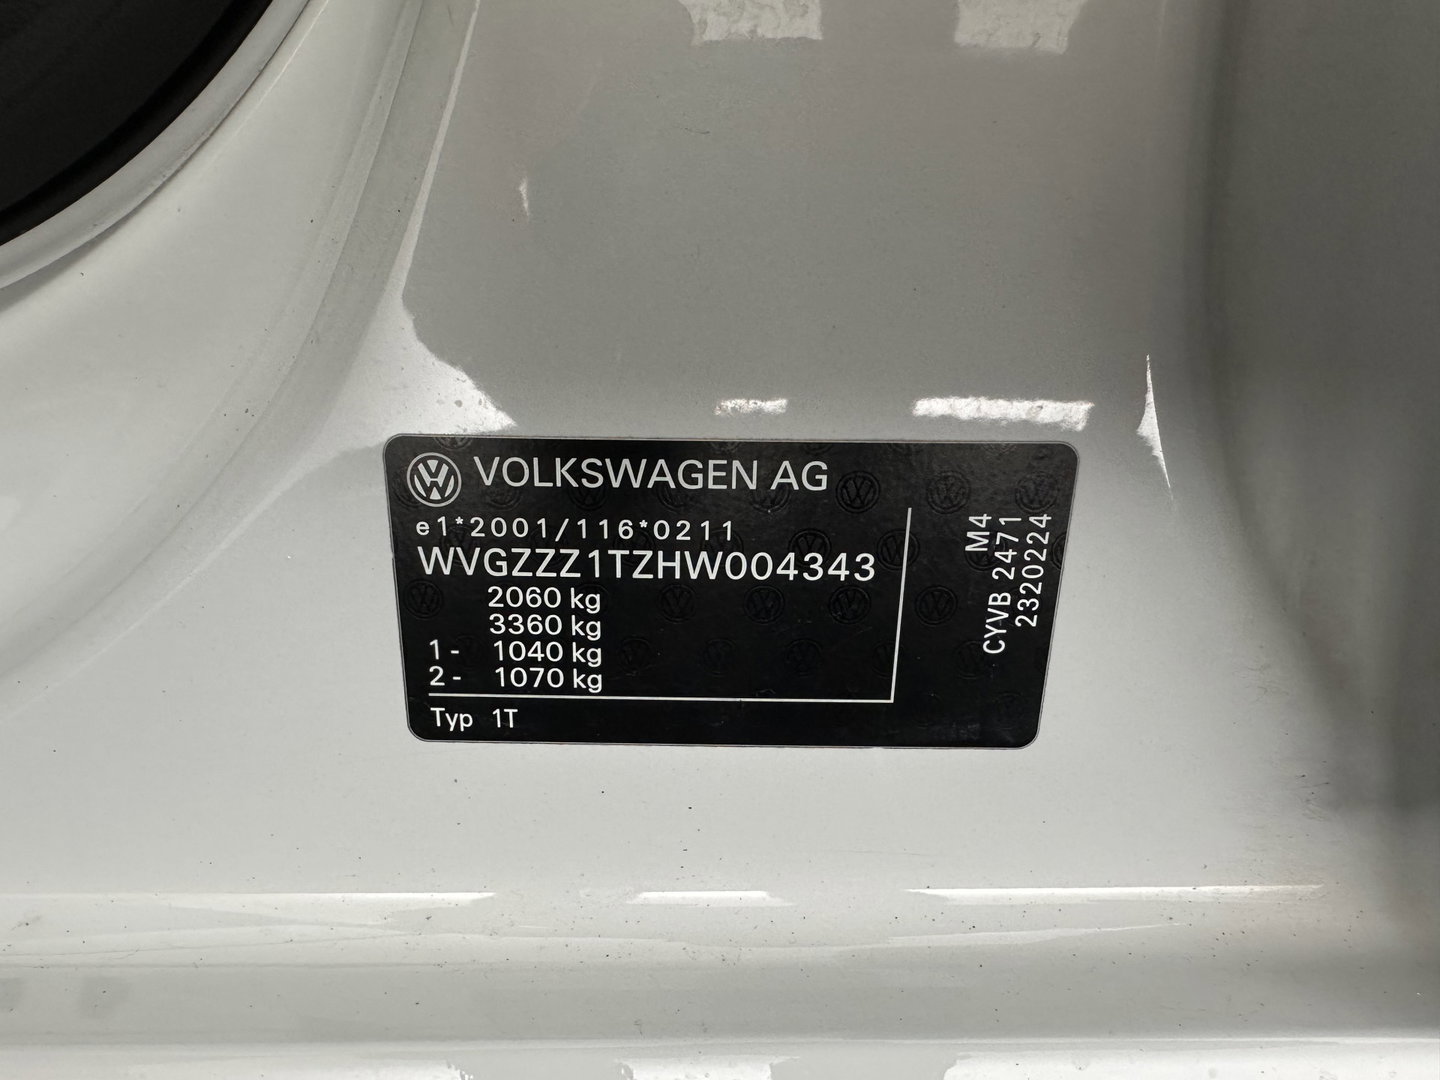 VOLKSWAGEN AG
e1*2001/116*0211
WVGZZZ1TZHW004343
2060 kg
3360 kg
1- 1040 kg
2- 1070 kg
Typ 1T
M4
CYVB 2471
2320224